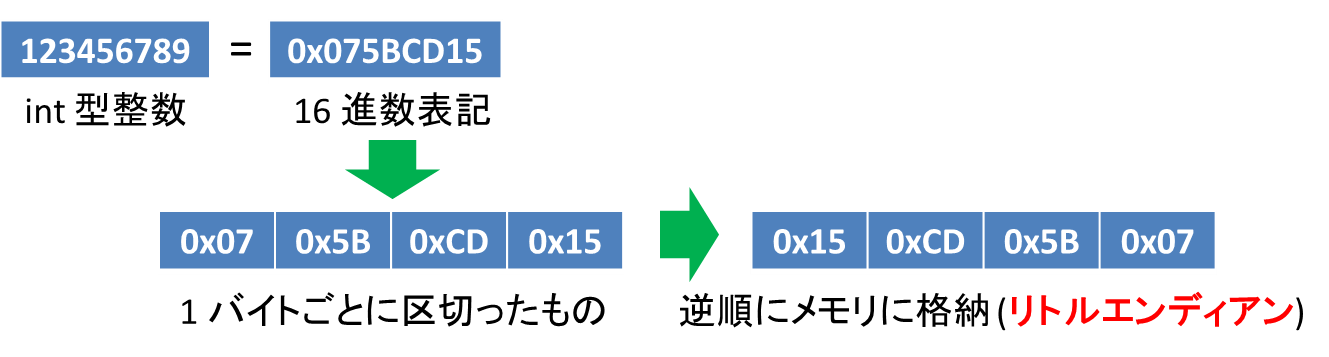 123456789 = 0x075BCD15
int 型整数 16 進数表記
0x07 0x5B 0xCD 0x15 0x15 0xCD 0x5B 0x07
1 バイトごとに区切ったもの 逆順にメモリに格納(リトルエンディアン)